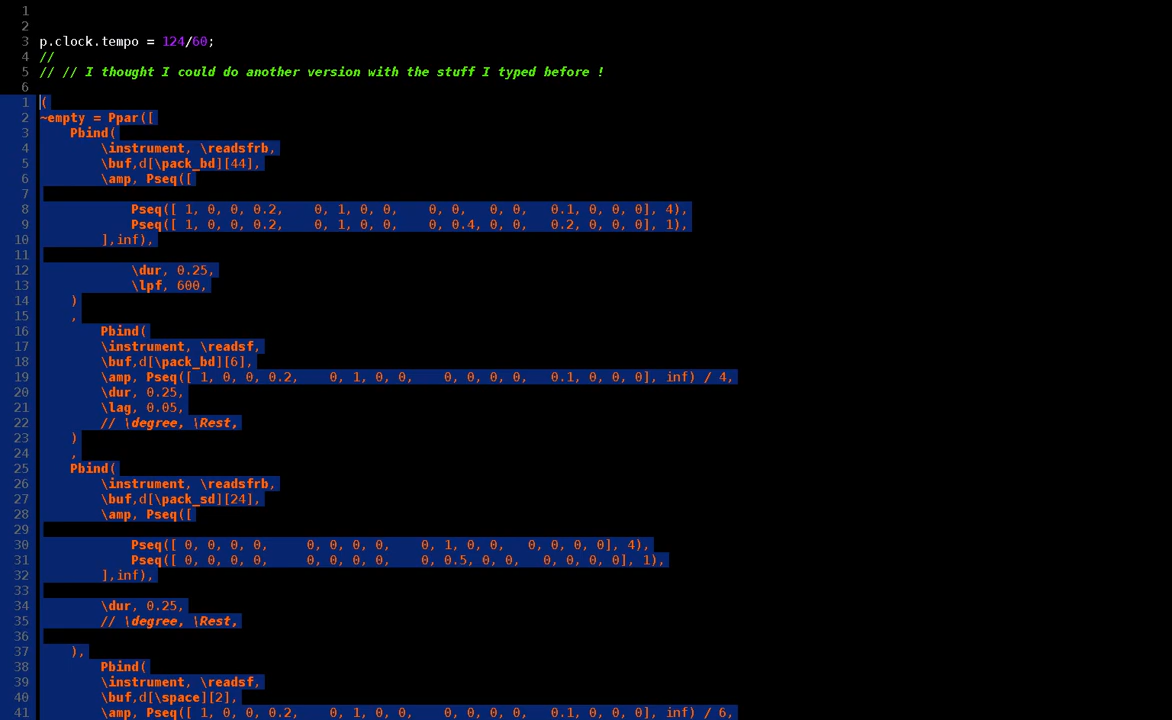 1
2
3 p.clock.tempo = 124/60;
4 //
5 // // I thought I could do another version with the stuff I typed before !
6
1 (
2 ~empty = Ppar([
3     Pbind(
4         \instrument, \readsfrb,
5         \buf,d[\pack_bd][44],
6         \amp, Pseq([
7
8             Pseq([ 1, 0, 0, 0.2,    0, 1, 0, 0,    0, 0,   0, 0,   0.1, 0, 0, 0], 4),
9             Pseq([ 1, 0, 0, 0.2,    0, 1, 0, 0,    0, 0.4, 0, 0,   0.2, 0, 0, 0], 1),
10         ],inf),
11
12             \dur, 0.25,
13             \lpf, 600,
14     )
15     ,
16         Pbind(
17         \instrument, \readsf,
18         \buf,d[\pack_bd][6],
19         \amp, Pseq([ 1, 0, 0, 0.2,    0, 1, 0, 0,    0, 0, 0, 0,   0.1, 0, 0, 0], inf) / 4,
20         \dur, 0.25,
21         \lag, 0.05,
22         // \degree, \Rest,
23     )
24     ,
25     Pbind(
26         \instrument, \readsfrb,
27         \buf,d[\pack_sd][24],
28         \amp, Pseq([
29
30             Pseq([ 0, 0, 0, 0,     0, 0, 0, 0,    0, 1, 0, 0,   0, 0, 0, 0], 4),
31             Pseq([ 0, 0, 0, 0,     0, 0, 0, 0,    0, 0.5, 0, 0,   0, 0, 0, 0], 1),
32         ],inf),
33
34         \dur, 0.25,
35         // \degree, \Rest,
36
37     ),
38         Pbind(
39         \instrument, \readsf,
40         \buf,d[\space][2],
41         \amp, Pseq([ 1, 0, 0, 0.2,    0, 1, 0, 0,    0, 0, 0, 0,   0.1, 0, 0, 0], inf) / 6,